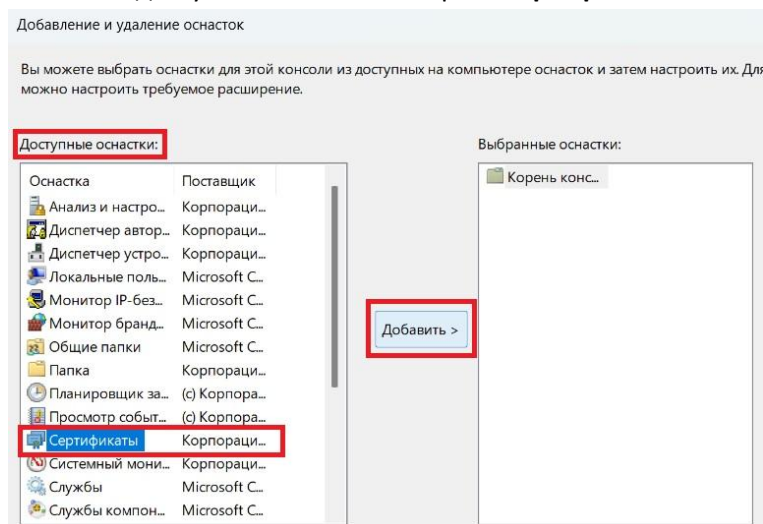 Добавление и удаление оснасток
Вы можете выбрать оснастки для этой консоли из доступных на компьютере оснасток и затем настроить их. Для
можно настроить требуемое расширение.
Доступные оснастки:
Выбранные оснастки:
Оснастка Поставщик
Анализ и настро... Корпораци...
Диспетчер автор... Корпораци...
Диспетчер устро... Корпораци...
Локальные поль... Microsoft C...
Монитор IP-без... Microsoft C...
Монитор бранд... Microsoft C...
Общие папки Microsoft C...
Папка Корпораци...
Планировщик за... (c) Корпора...
Просмотр событ... (c) Корпора...
Сертификаты Корпораци...
Системный мони... Корпораци...
Службы Microsoft C...
Службы компон... Microsoft C...
Добавить >
Корень конс...